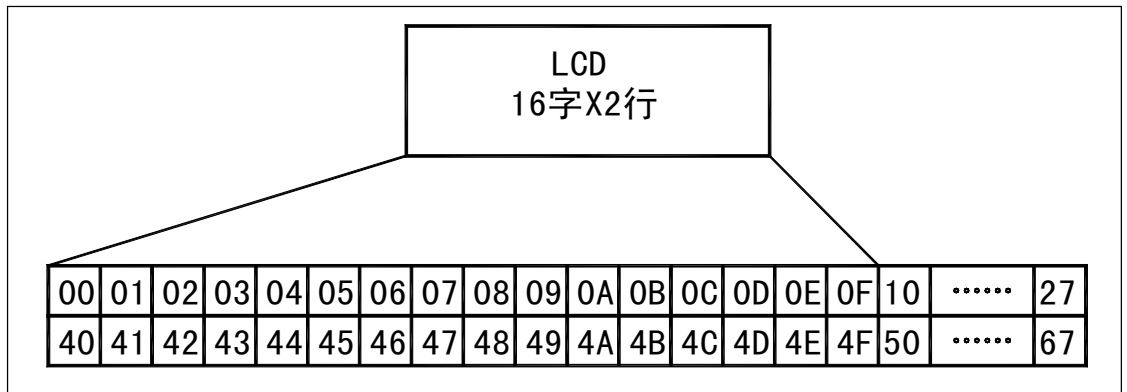 LCD
16字X2行
00 01 02 03 04 05 06 07 08 09 0A 0B 0C 0D 0E 0F 10 ...... 27
40 41 42 43 44 45 46 47 48 49 4A 4B 4C 4D 4E 4F 50 ...... 67